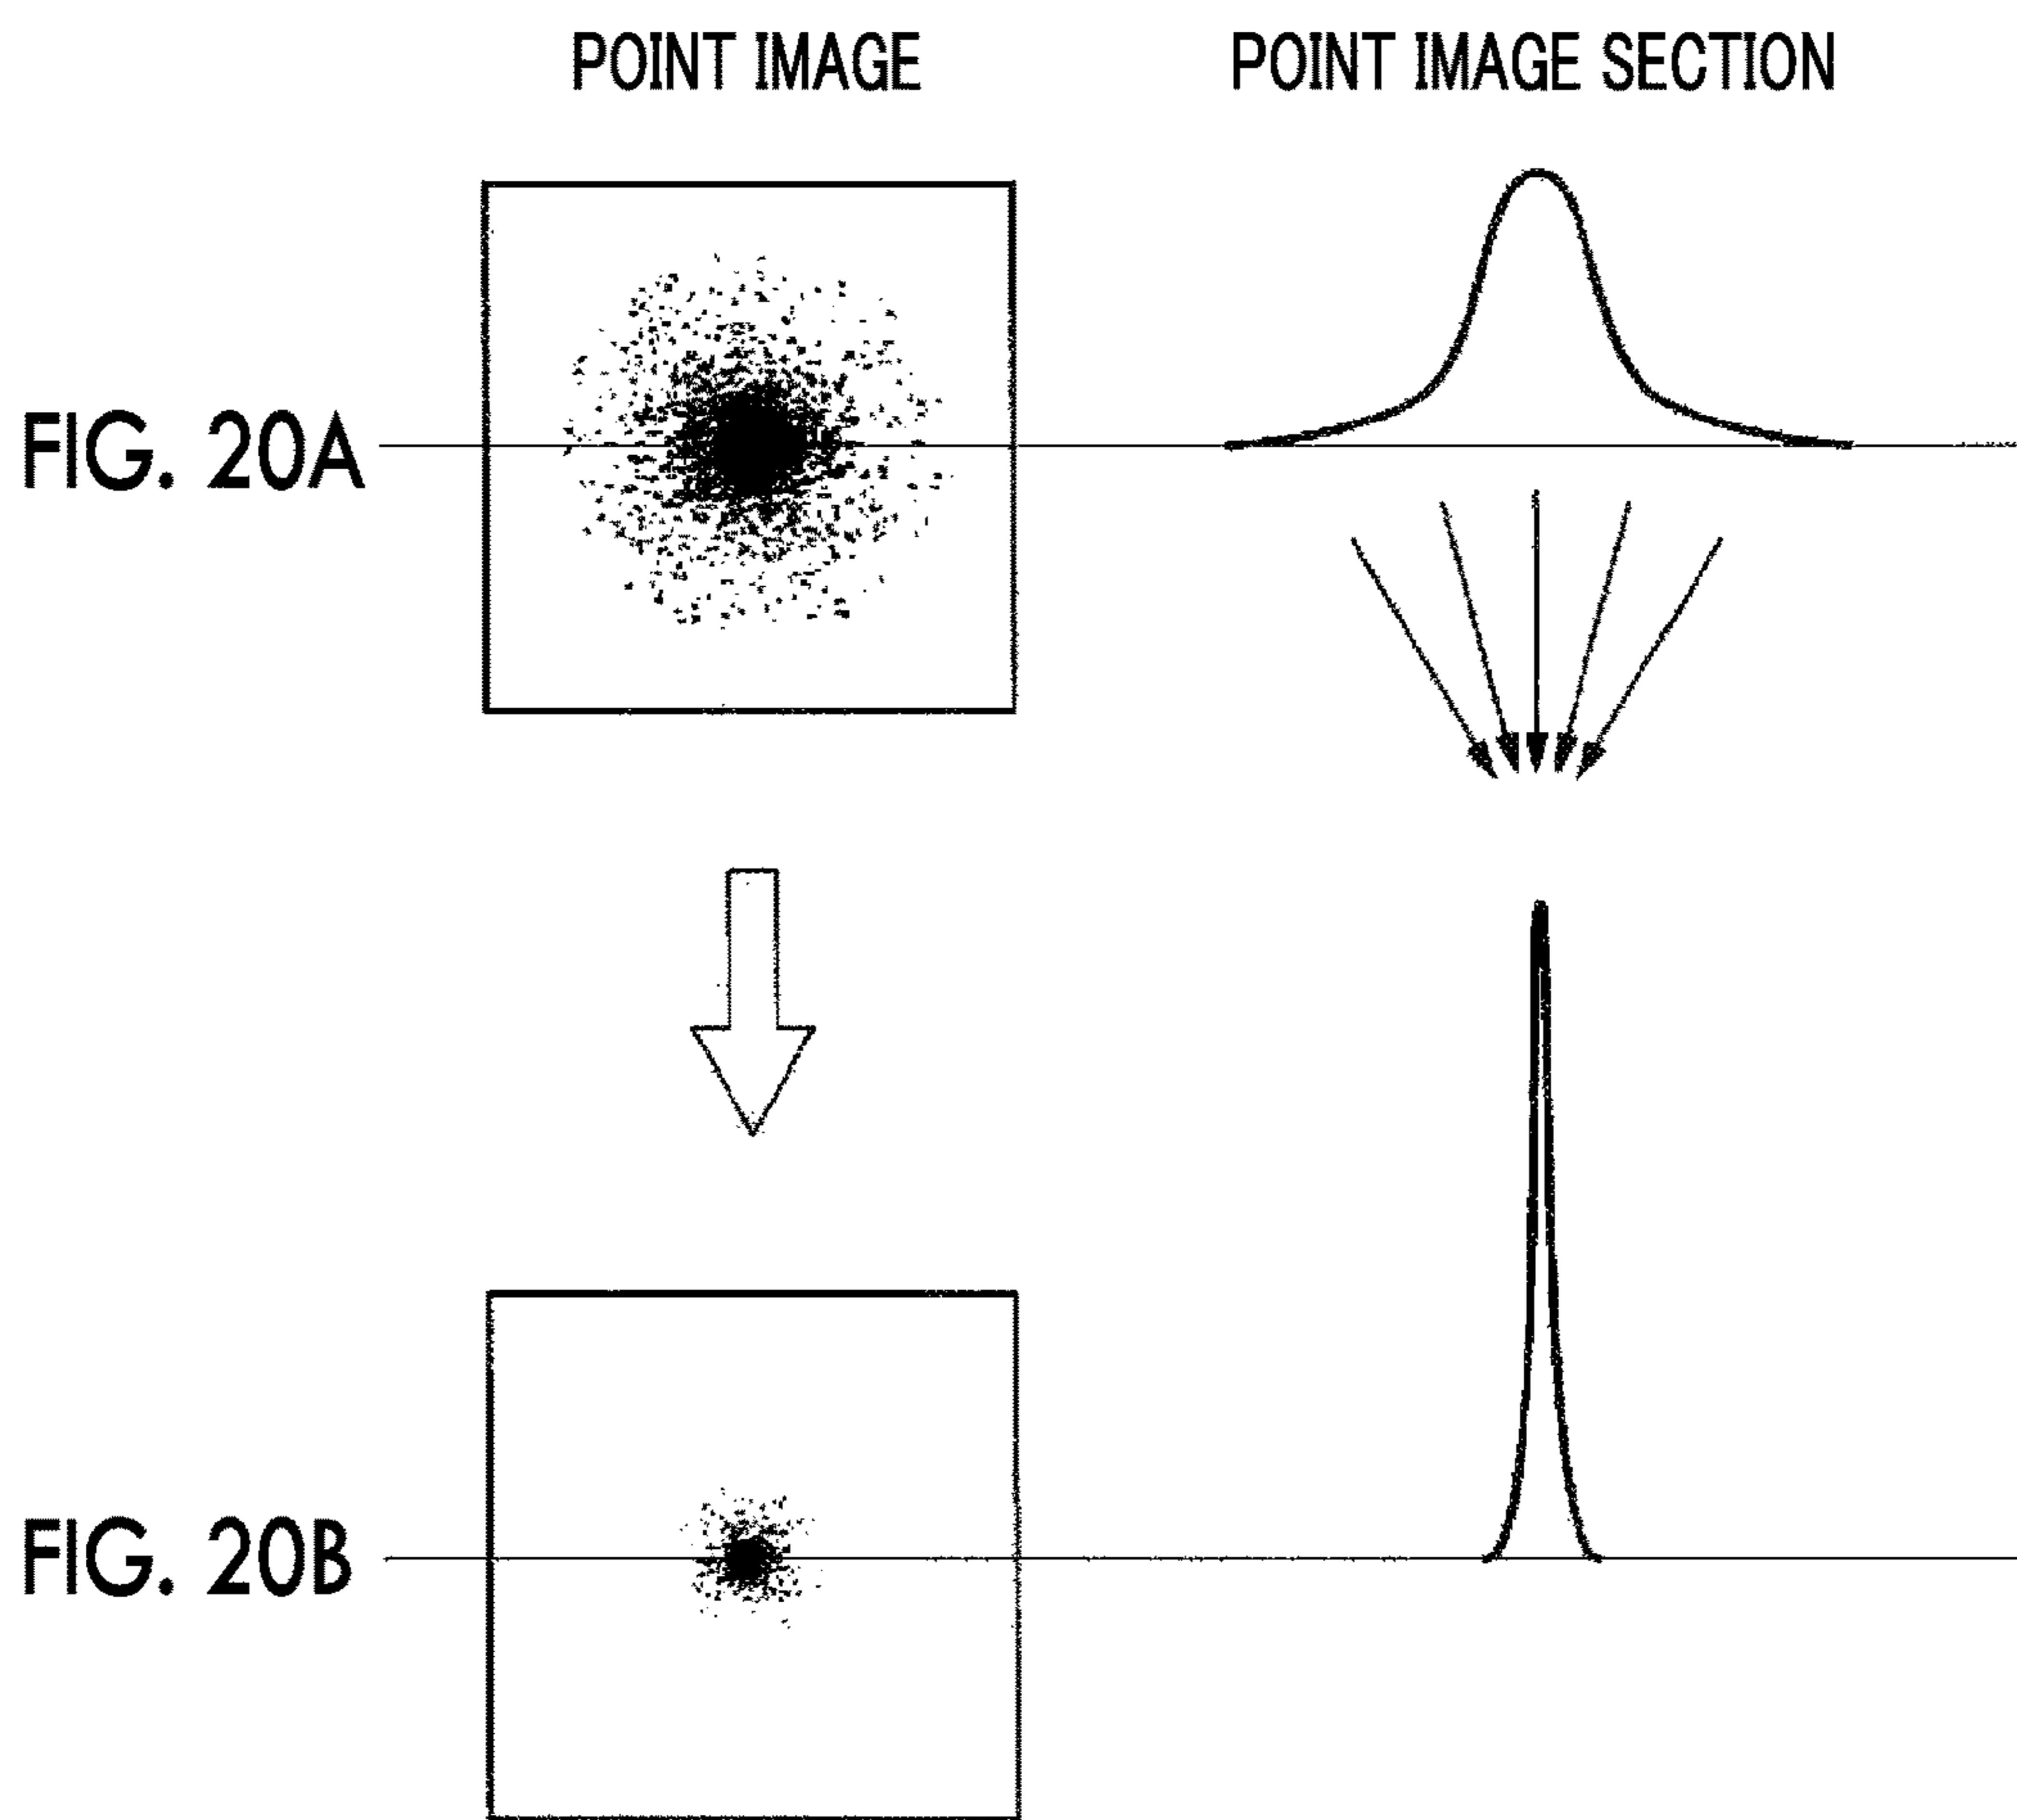 POINT IMAGE
POINT IMAGE SECTION
FIG. 20A
FIG. 20B